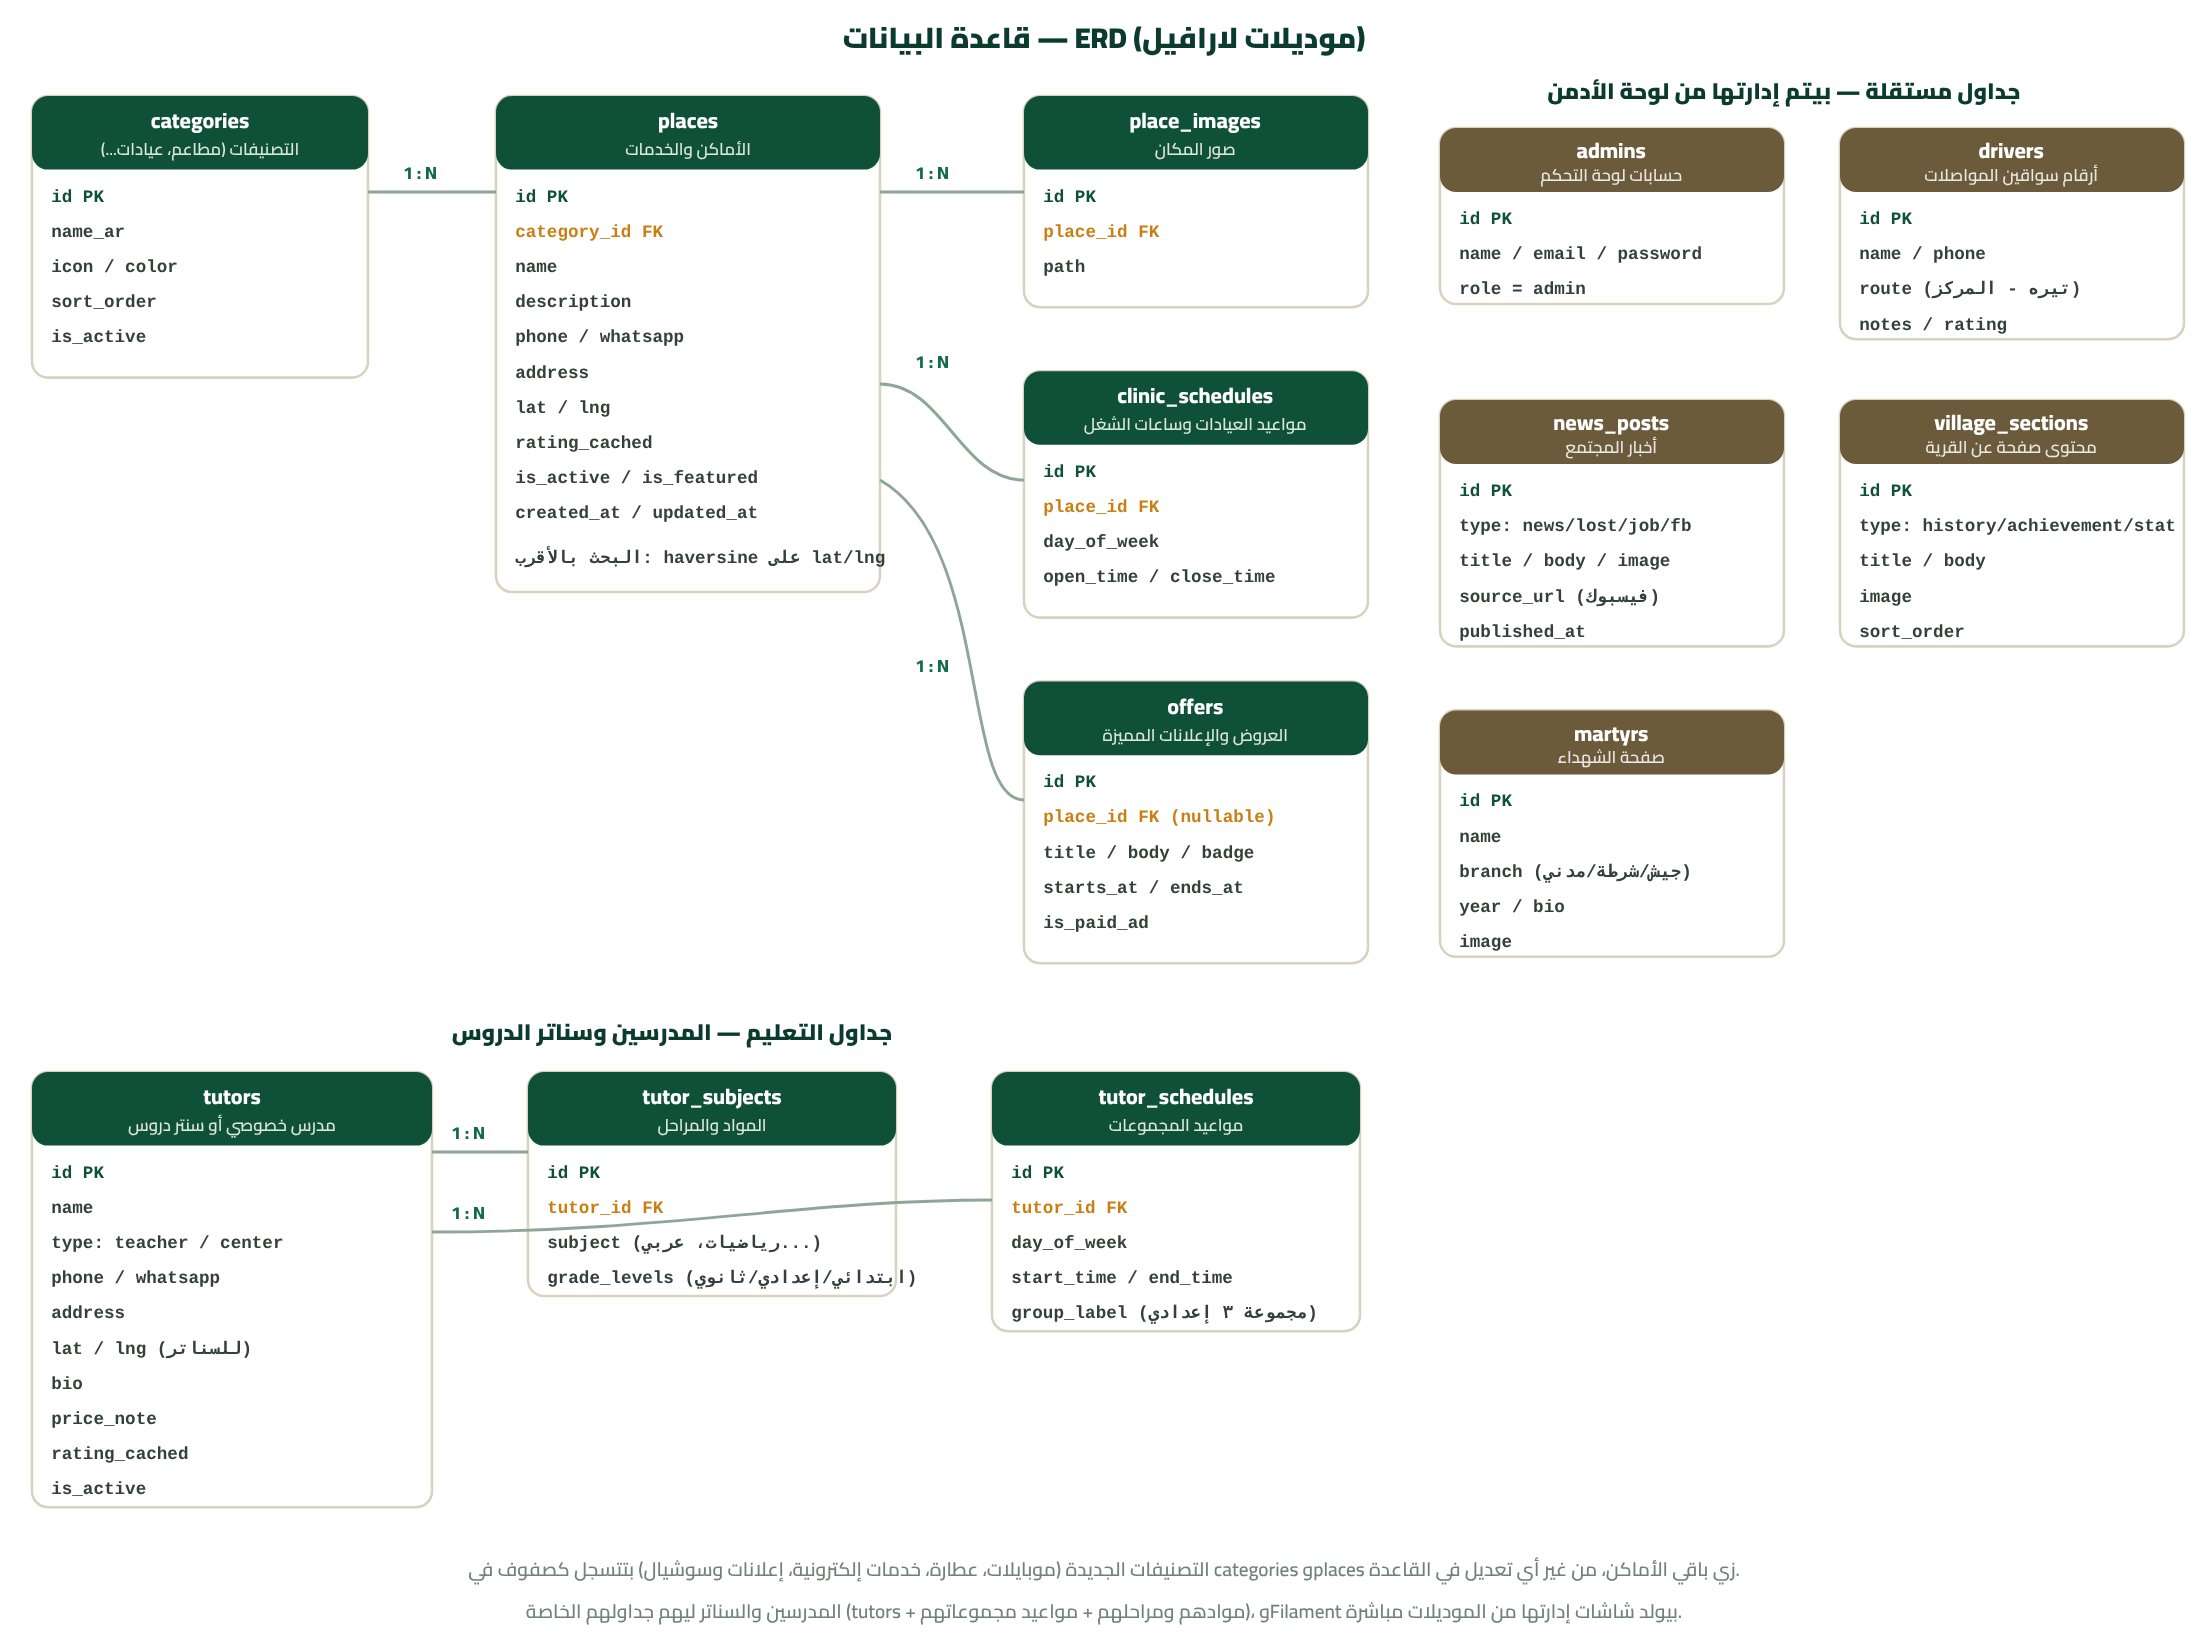 قاعدة البيانات — ERD (موديلات لارافيل)
categories
التصنيفات (مطاعم، عيادات...)
id PK
name_ar
icon / color
sort_order
is_active
1:N
places
الأماكن والخدمات
id PK
category_id FK
name
description
phone / whatsapp
address
lat / lng
rating_cached
is_active / is_featured
created_at / updated_at
البحث بالأقرب: haversine على lat/lng
1:N
place_images
صور المكان
id PK
place_id FK
path
1:N
clinic_schedules
مواعيد العيادات وساعات الشغل
id PK
place_id FK
day_of_week
open_time / close_time
1:N
offers
العروض والإعلانات المميزة
id PK
place_id FK (nullable)
title / body / badge
starts_at / ends_at
is_paid_ad
جداول مستقلة — بيتم إدارتها من لوحة الأدمن
admins
حسابات لوحة التحكم
id PK
name / email / password
role = admin
drivers
أرقام سواقين المواصلات
id PK
name / phone
route (تيره - المركز)
notes / rating
news_posts
أخبار المجتمع
id PK
type: news/lost/job/fb
title / body / image
source_url (فيسبوك)
published_at
village_sections
محتوى صفحة عن القرية
id PK
type: history/achievement/stat
title / body
image
sort_order
martyrs
صفحة الشهداء
id PK
name
branch (جيش/شرطة/مدني)
year / bio
image
جداول التعليم — المدرسين وسناتر الدروس
tutors
مدرس خصوصي أو سنتر دروس
id PK
name
type: teacher / center
phone / whatsapp
address
lat / lng (للسناتر)
bio
price_note
rating_cached
is_active
1:N
1:N
tutor_subjects
المواد والمراحل
id PK
tutor_id FK
subject (رياضيات، عربي...)
grade_levels (ابتدائي/إعدادي/ثانوي)
tutor_schedules
مواعيد المجموعات
id PK
tutor_id FK
day_of_week
start_time / end_time
group_label (مجموعة ٣ إعدادي)
التصنيفات الجديدة (موبايلات، عطارة، خدمات إلكترونية، إعلانات وسوشيال) بتتسجل كصفوف في categories وplaces زي باقي الأماكن، من غير أي تعديل في القاعدة.
المدرسين والسناتر ليهم جداولهم الخاصة (tutors + موادهم ومراحلهم + مواعيد مجموعاتهم)، وFilament بيولد شاشات إدارتها من الموديلات مباشرة.